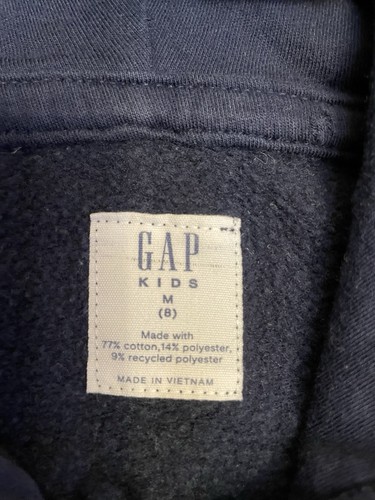 GAP
KIDS
M
(8)
Made with
77% cotton,14% polyester,
9% recycled polyester
MADE IN VIETNAM